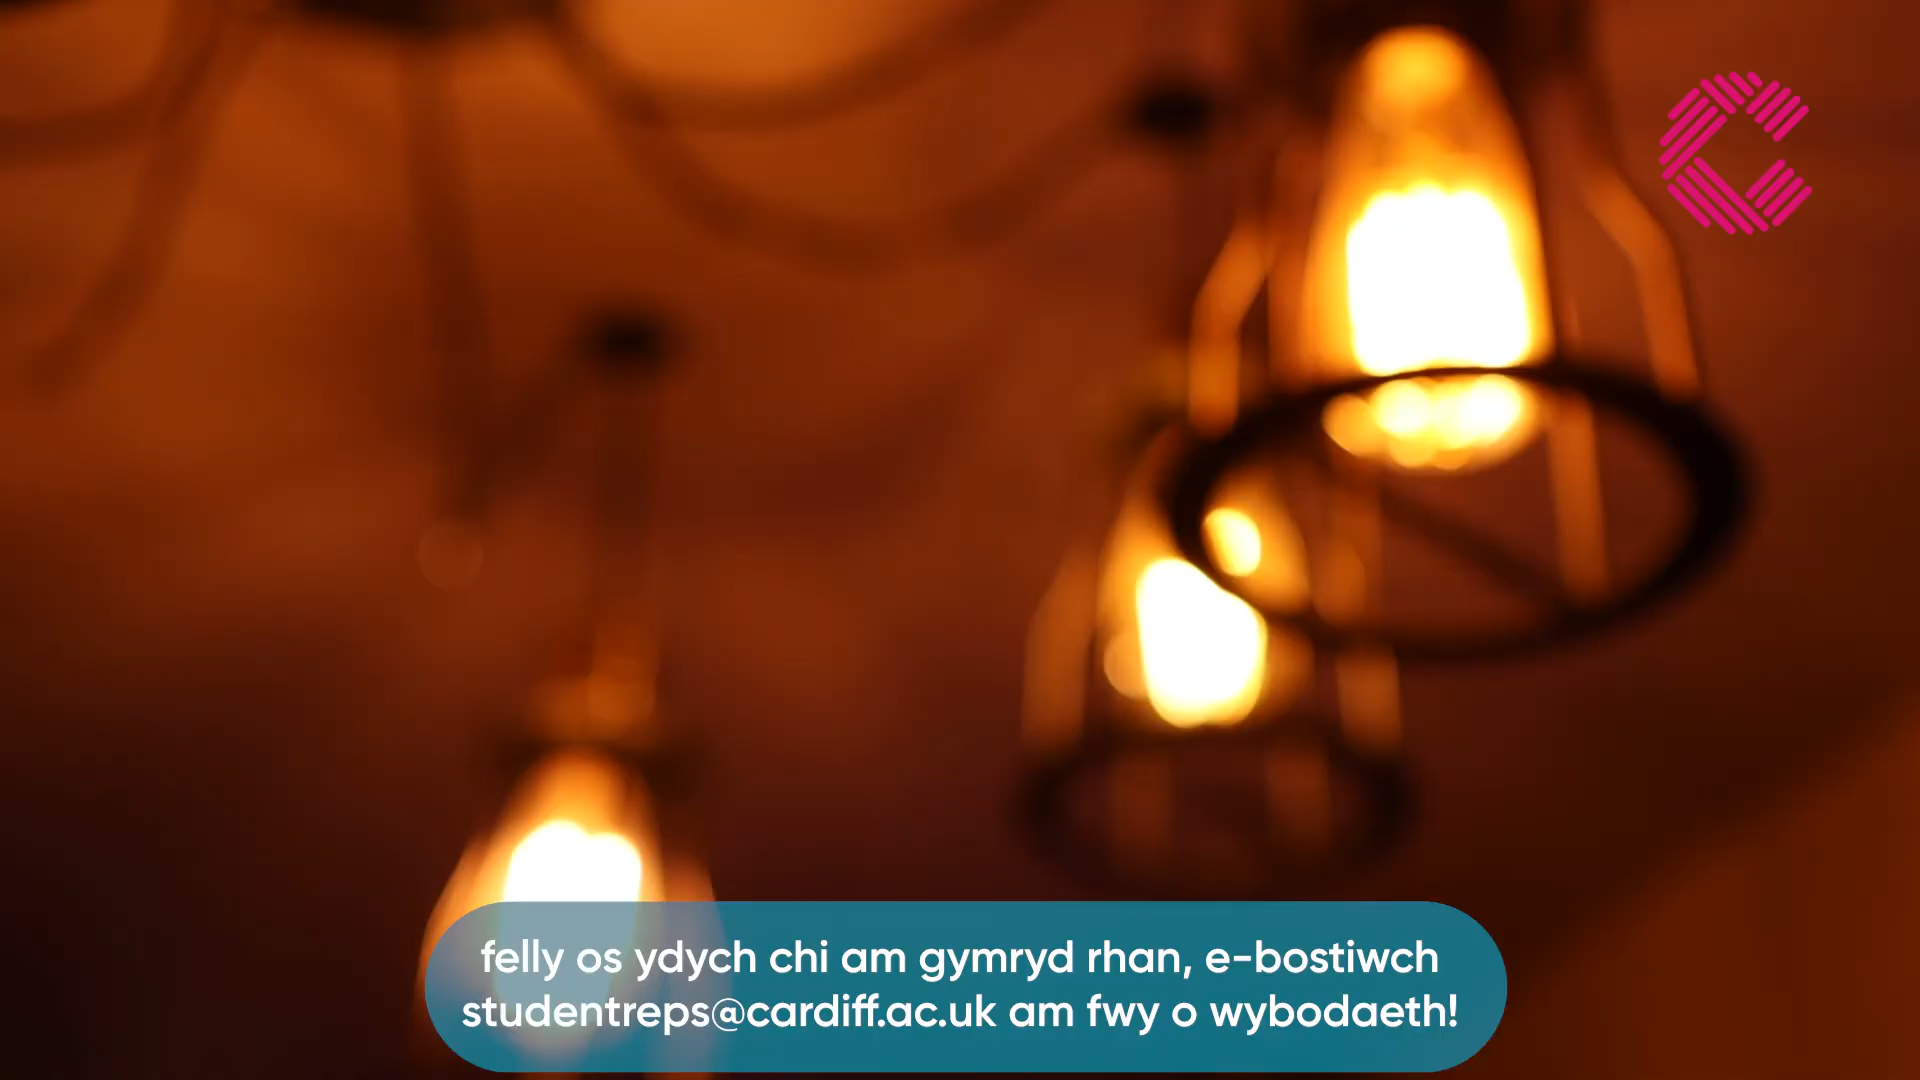 felly os ydych chi am gymryd rhan, e-bostiwch
studentreps@cardiff.ac.uk am fwy o wybodaeth!